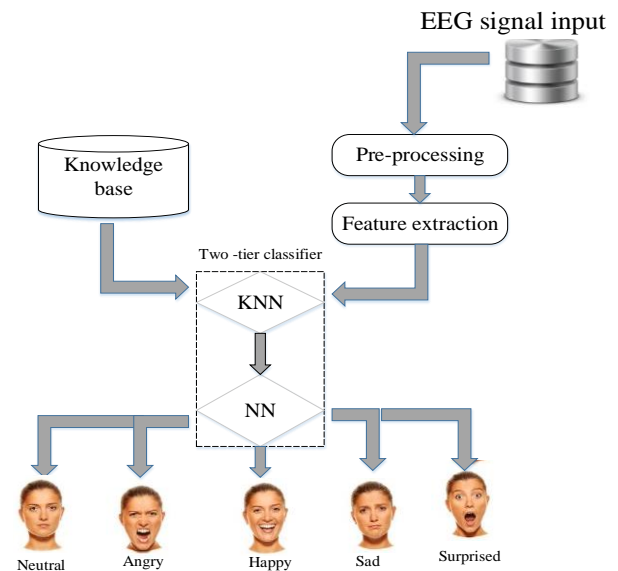 EEG signal input
Pre-processing
Knowledge
base
Feature extraction
Two -tier classifier
KNN
NN
Neutral
Angry
Happy
Sad
Surprised